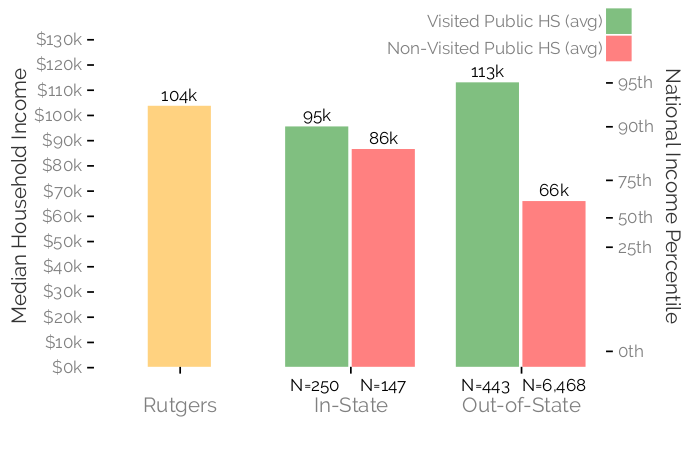 Visited Public HS (avg)
Non-Visited Public HS (avg)
Median Household Income
$130k
$120k
$110k
$100k
$90k
$80k
$70k
$60k
$50k
$40k
$30k
$20k
$10k
$0k
104k
95k
86k
113k
66k
95th
90th
75th
50th
25th
0th
National Income Percentile
N=250 N=147 N=443 N=6,468
Rutgers In-State Out-of-State